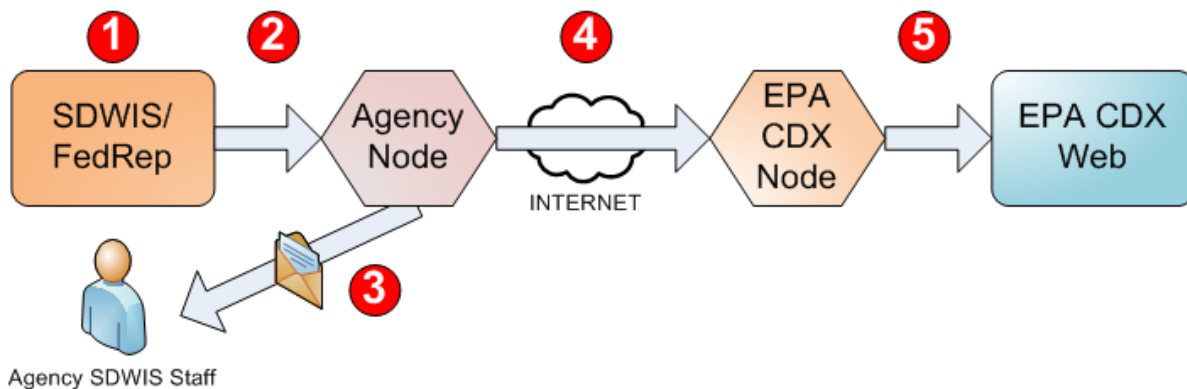 1
2
4
5
SDWIS/
FedRep
Agency
Node
EPA
CDX
Node
EPA CDX
Web
INTERNET
3
Agency SDWIS Staff